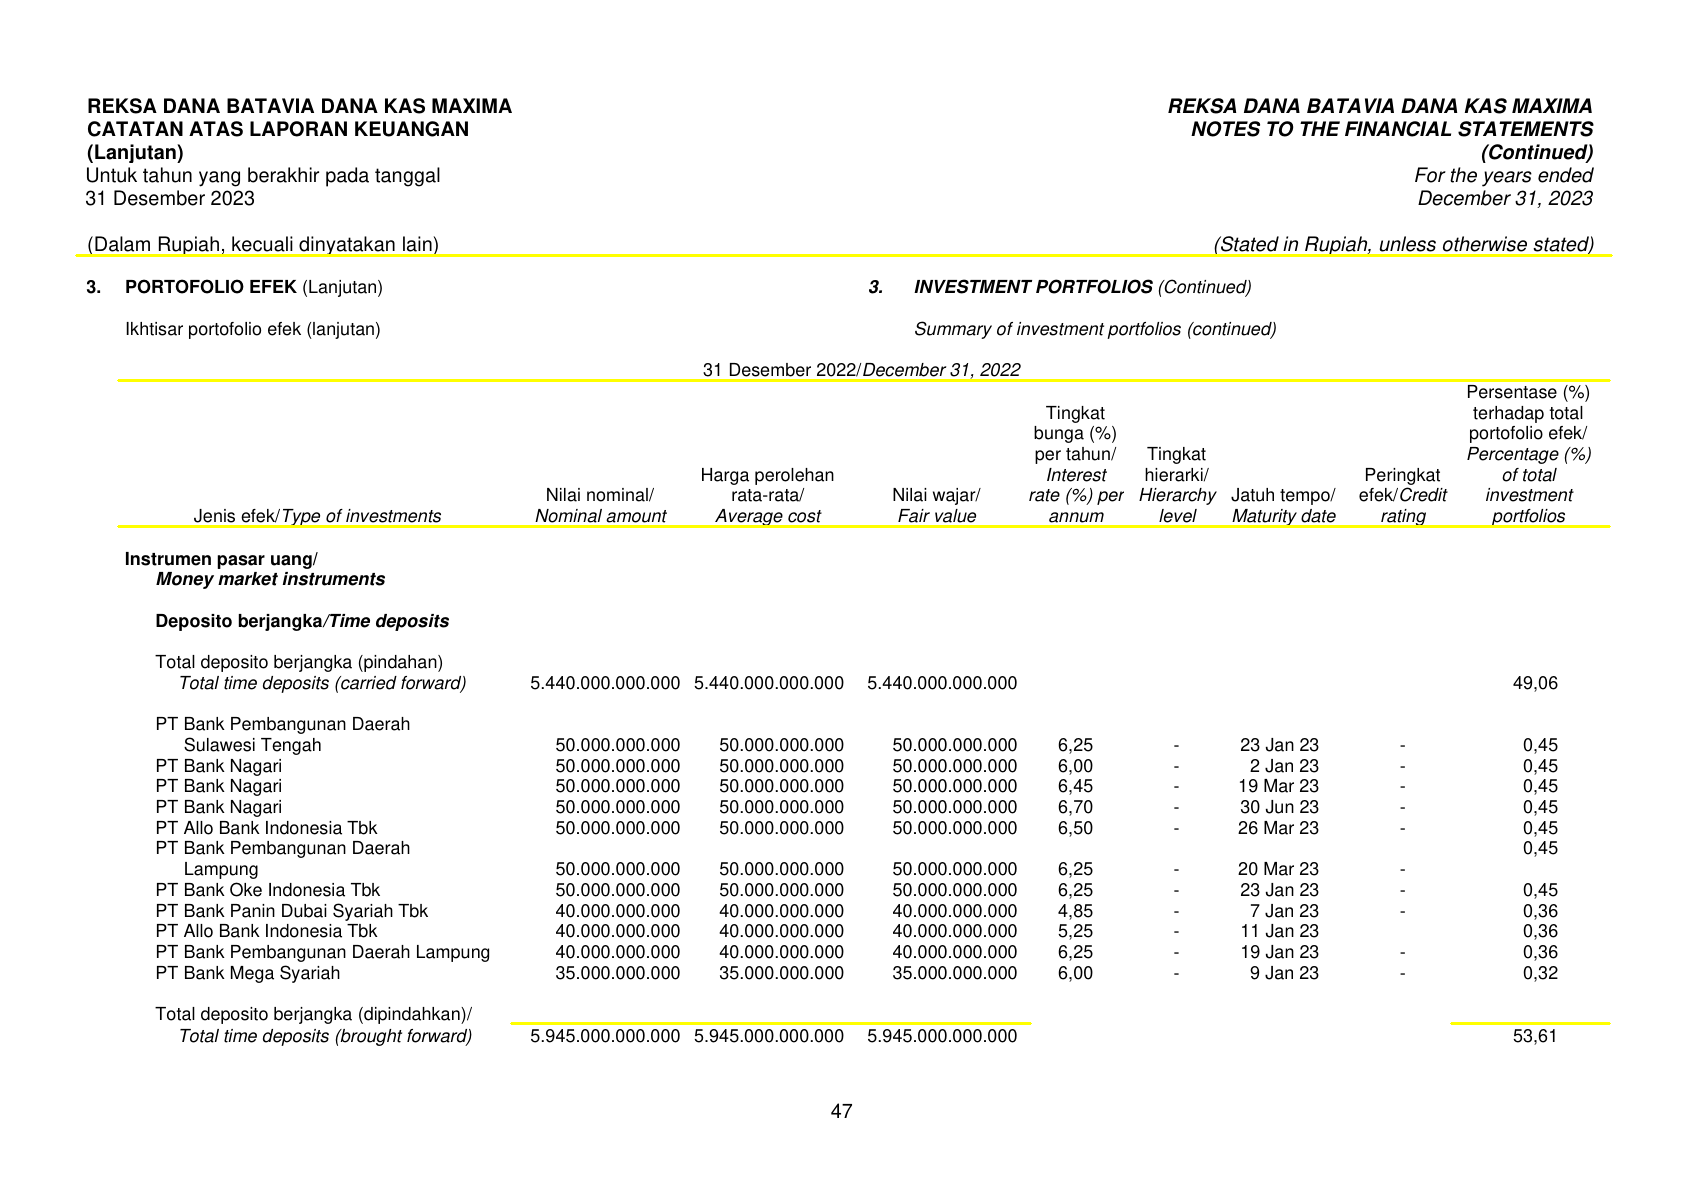 REKSA DANA BATAVIA DANA KAS MAXIMA
CATATAN ATAS LAPORAN KEUANGAN
(Lanjutan)
Untuk tahun yang berakhir pada tanggal
31 Desember 2023
(Dalam Rupiah, kecuali dinyatakan lain)
REKSA DANA BATAVIA DANA KAS MAXIMA
NOTES TO THE FINANCIAL STATEMENTS
(Continued)
For the years ended
December 31, 2023
(Stated in Rupiah, unless otherwise stated)
3. PORTOFOLIO EFEK (Lanjutan)
3. INVESTMENT PORTFOLIOS (Continued)
Ikhtisar portofolio efek (lanjutan)
Summary of investment portfolios (continued)
31 Desember 2022/December 31, 2022
Jenis efek/Type of investments
Nilai nominal/
Nominal amount
Harga perolehan
rata-rata/
Average cost
Nilai wajar/
Fair value
Tingkat
bunga (%)
per tahun/
Interest
rate (%) per
annum
Tingkat
hierarki/
Hierarchy
level
Jatuh tempo/
Maturity date
Peringkat
efek/Credit
rating
Persentase (%)
terhadap total
portofolio efek/
Percentage (%)
of total
investment
portfolios
Instrumen pasar uang/
Money market instruments
Deposito berjangka/Time deposits
Total deposito berjangka (pindahan)
Total time deposits (carried forward) 5.440.000.000.000 5.440.000.000.000 5.440.000.000.000 49,06
PT Bank Pembangunan Daerah
Sulawesi Tengah 50.000.000.000 50.000.000.000 50.000.000.000 6,25 - 23 Jan 23 - 0,45
PT Bank Nagari 50.000.000.000 50.000.000.000 50.000.000.000 6,00 - 2 Jan 23 - 0,45
PT Bank Nagari 50.000.000.000 50.000.000.000 50.000.000.000 6,45 - 19 Mar 23 - 0,45
PT Bank Nagari 50.000.000.000 50.000.000.000 50.000.000.000 6,70 - 30 Jun 23 - 0,45
PT Allo Bank Indonesia Tbk 50.000.000.000 50.000.000.000 50.000.000.000 6,50 - 26 Mar 23 - 0,45
PT Bank Pembangunan Daerah 0,45
Lampung 50.000.000.000 50.000.000.000 50.000.000.000 6,25 - 20 Mar 23 -
PT Bank Oke Indonesia Tbk 50.000.000.000 50.000.000.000 50.000.000.000 6,25 - 23 Jan 23 - 0,45
PT Bank Panin Dubai Syariah Tbk 40.000.000.000 40.000.000.000 40.000.000.000 4,85 - 7 Jan 23 - 0,36
PT Allo Bank Indonesia Tbk 40.000.000.000 40.000.000.000 40.000.000.000 5,25 - 11 Jan 23 0,36
PT Bank Pembangunan Daerah Lampung 40.000.000.000 40.000.000.000 40.000.000.000 6,25 - 19 Jan 23 - 0,36
PT Bank Mega Syariah 35.000.000.000 35.000.000.000 35.000.000.000 6,00 - 9 Jan 23 - 0,32
Total deposito berjangka (dipindahkan)/
Total time deposits (brought forward) 5.945.000.000.000 5.945.000.000.000 5.945.000.000.000 53,61
47